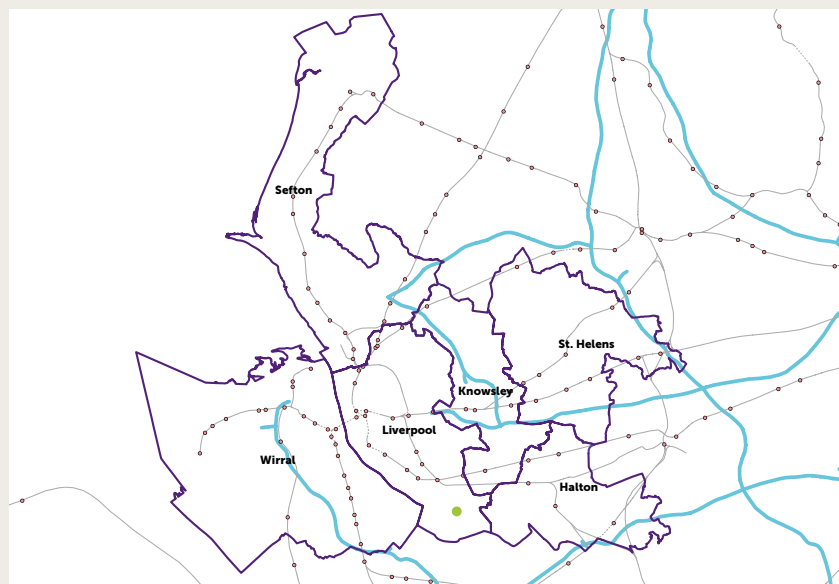 Sefton
St. Helens
Knowsley
Liverpool
Wirral
Halton